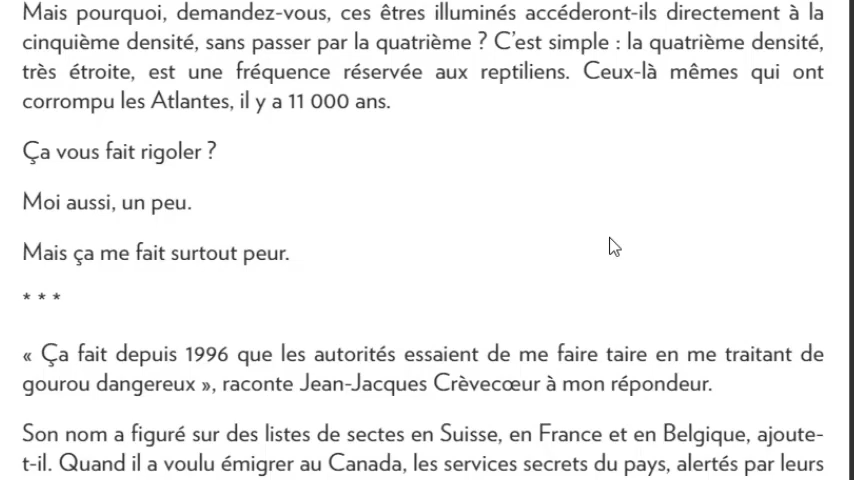 Mais pourquoi, demandez-vous, ces êtres illuminés accéderont-ils directement à la
cinquième densité, sans passer par la quatrième ? C'est simple : la quatrième densité,
très étroite, est une fréquence réservée aux reptiliens. Ceux-là mêmes qui ont
corrompu les Atlantes, il y a 11 000 ans.
Ça vous fait rigoler ?
Moi aussi, un peu.
Mais ça me fait surtout peur.
* * *
« Ça fait depuis 1996 que les autorités essaient de me faire taire en me traitant de
gourou dangereux », raconte Jean-Jacques Crèvecœur à mon répondeur.
Son nom a figuré sur des listes de sectes en Suisse, en France et en Belgique, ajoute-
t-il. Quand il a voulu émigrer au Canada, les services secrets du pays, alertés par leurs